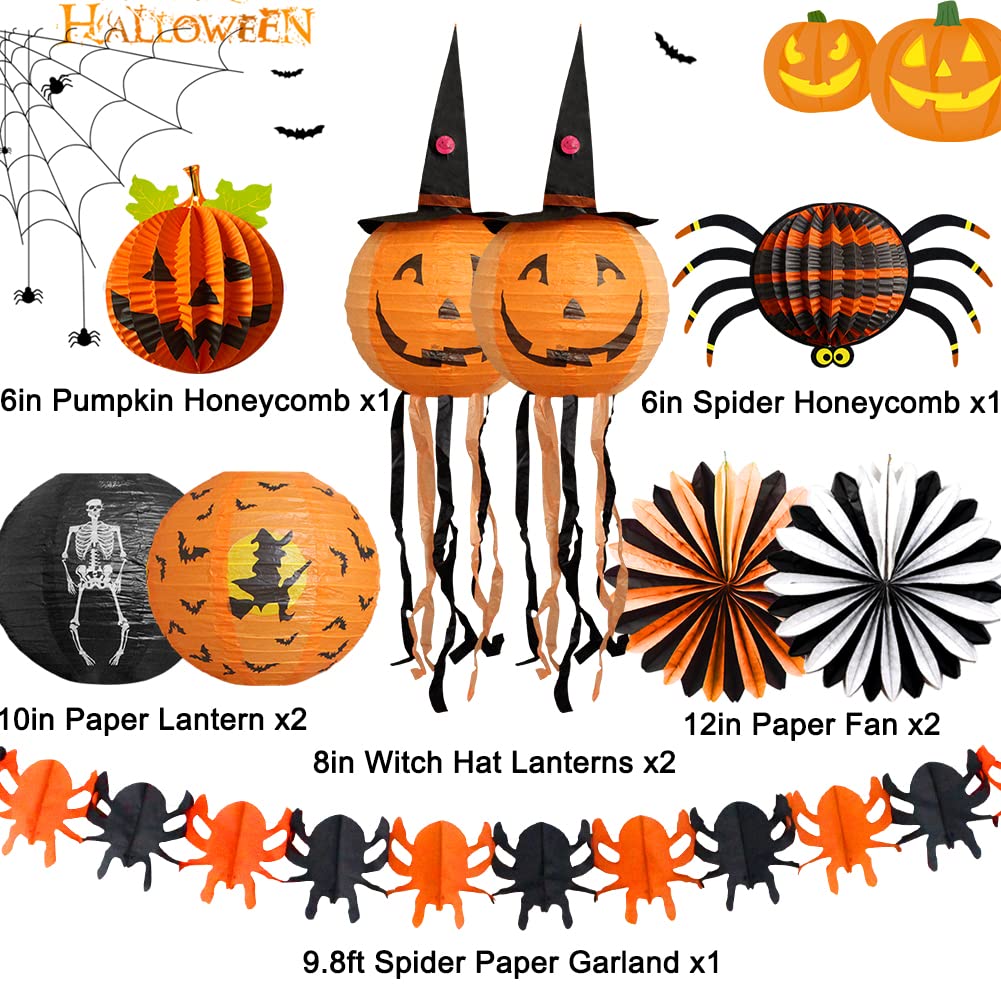 HALLOWEEN
6in Pumpkin Honeycomb x1
6in Spider Honeycomb x1
10in Paper Lantern x2
12in Paper Fan x2
8in Witch Hat Lanterns x2
9.8ft Spider Paper Garland x1